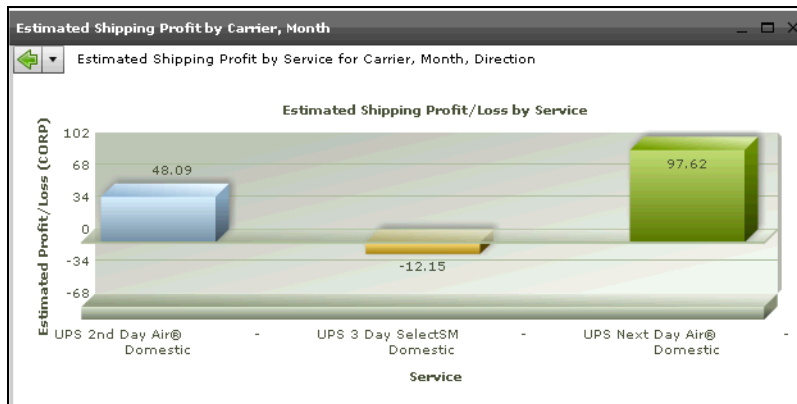 Estimated Shipping Profit by Carrier, Month
Estimated Shipping Profit by Service for Carrier, Month, Direction
Estimated Shipping Profit/Loss by Service
Estimated Profit/Loss (CORP)
102
68
34
0
-34
-68
48.09
-12.15
97.62
UPS 2nd Day Air® -
Domestic
UPS 3 Day SelectSM -
Domestic
UPS Next Day Air® -
Domestic
Service